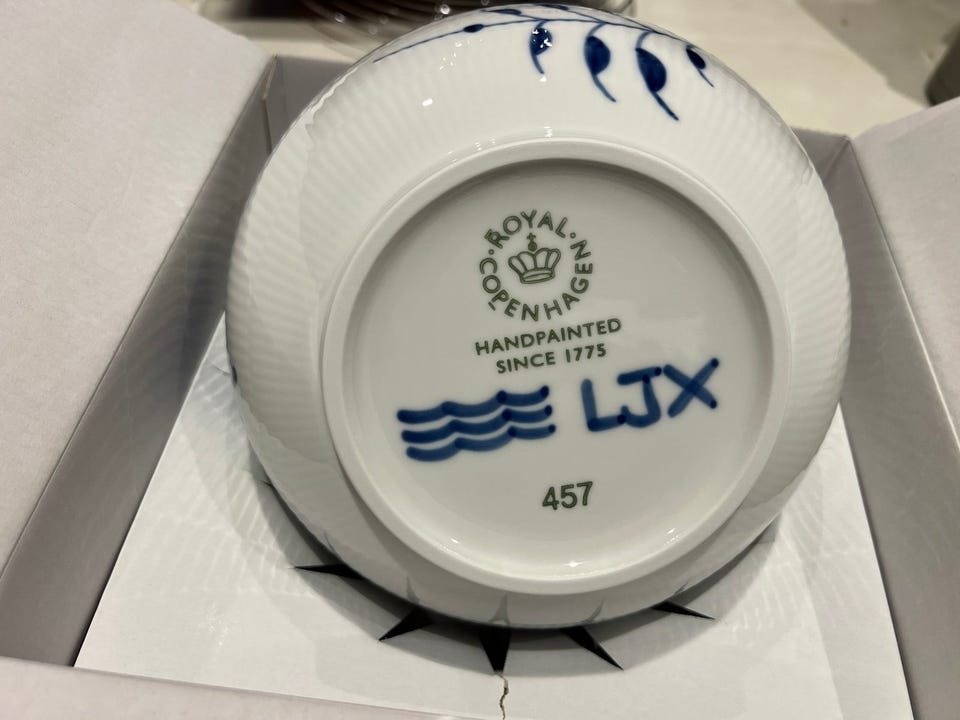 ROYAL · COPENHAGEN ·
HANDPAINTED
SINCE 1775
LJX
457